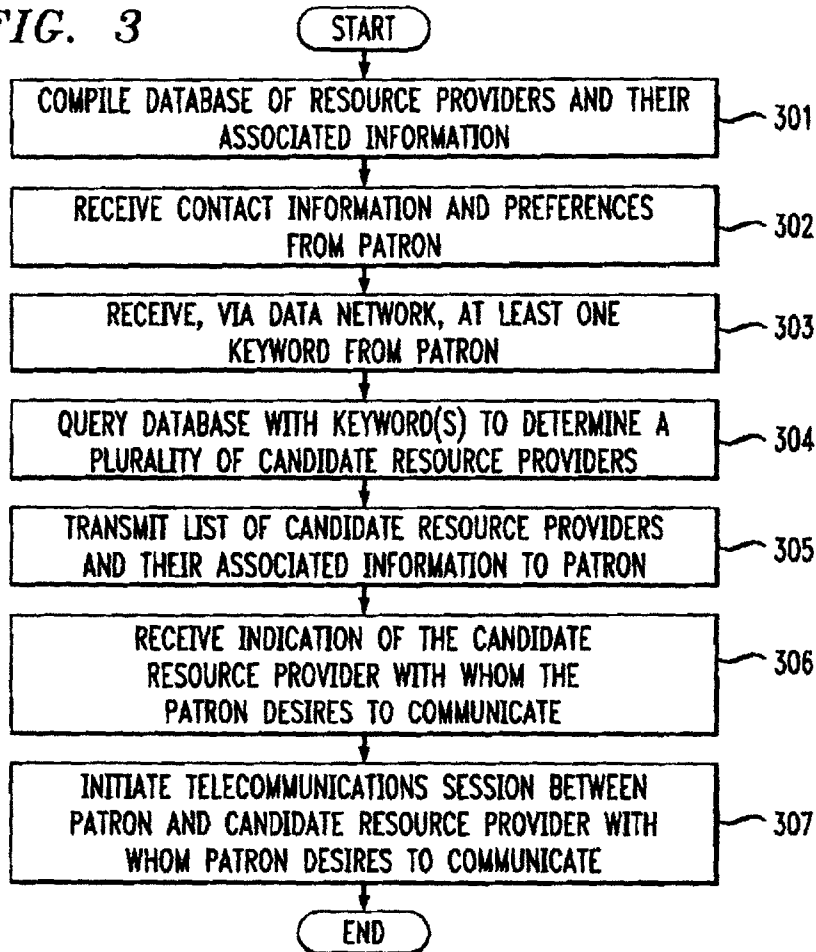 FIG. 3
START
COMPILE DATABASE OF RESOURCE PROVIDERS AND THEIR
ASSOCIATED INFORMATION
301
RECEIVE CONTACT INFORMATION AND PREFERENCES
FROM PATRON
302
RECEIVE, VIA DATA NETWORK, AT LEAST ONE
KEYWORD FROM PATRON
303
QUERY DATABASE WITH KEYWORD(S) TO DETERMINE A
PLURALITY OF CANDIDATE RESOURCE PROVIDERS
304
TRANSMIT LIST OF CANDIDATE RESOURCE PROVIDERS
AND THEIR ASSOCIATED INFORMATION TO PATRON
305
RECEIVE INDICATION OF THE CANDIDATE
RESOURCE PROVIDER WITH WHOM THE
PATRON DESIRES TO COMMUNICATE
306
INITIATE TELECOMMUNICATIONS SESSION BETWEEN
PATRON AND CANDIDATE RESOURCE PROVIDER WITH
WHOM PATRON DESIRES TO COMMUNICATE
307
END